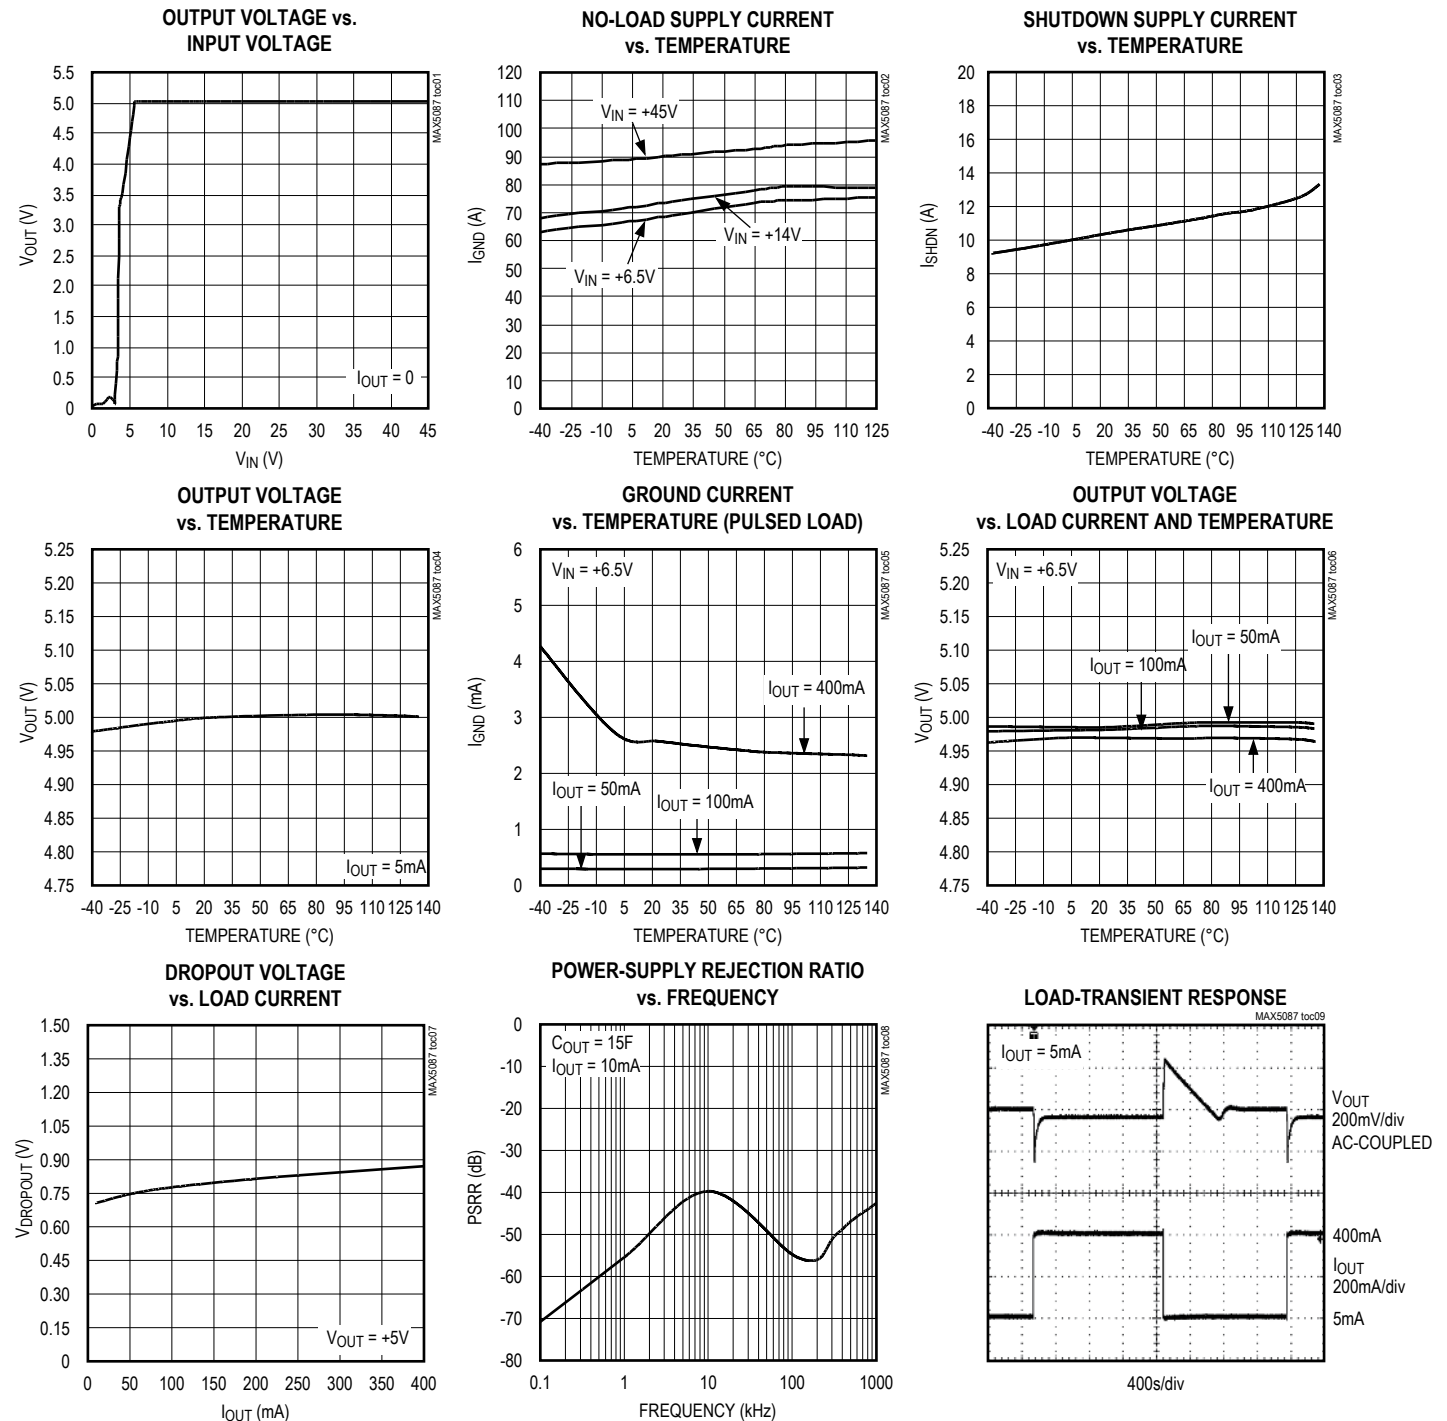 OUTPUT VOLTAGE vs.
INPUT VOLTAGE
5.5
5.0
4.5
4.0
3.5
3.0
2.5
2.0
1.5
1.0
0.5
0
VOUT (V)
IOUT = 0
MAX5087 toc01
0 5 10 15 20 25 30 35 40 45
VIN (V)
NO-LOAD SUPPLY CURRENT
vs. TEMPERATURE
120
110
100
90
80
70
60
50
40
30
20
10
0
IGND (A)
VIN = +45V
VIN = +14V
VIN = +6.5V
MAX5087 toc02
-40 -25 -10 5 20 35 50 65 80 95 110 125
TEMPERATURE (°C)
SHUTDOWN SUPPLY CURRENT
vs. TEMPERATURE
20
18
16
14
12
10
8
6
4
2
0
ISHDN (A)
MAX5087 toc03
-40 -25 -10 5 20 35 50 65 80 95 110 125 140
TEMPERATURE (°C)
OUTPUT VOLTAGE
vs. TEMPERATURE
5.25
5.20
5.15
5.10
5.05
5.00
4.95
4.90
4.85
4.80
4.75
VOUT (V)
IOUT = 5mA
MAX5087 toc04
-40 -25 -10 5 20 35 50 65 80 95 110 125 140
TEMPERATURE (°C)
GROUND CURRENT
vs. TEMPERATURE (PULSED LOAD)
6
5
4
3
2
1
0
IGND (mA)
VIN = +6.5V
IOUT = 400mA
IOUT = 50mA
IOUT = 100mA
MAX5087 toc05
-40 -25 -10 5 20 35 50 65 80 95 110 125 140
TEMPERATURE (°C)
OUTPUT VOLTAGE
vs. LOAD CURRENT AND TEMPERATURE
5.25
5.20
5.15
5.10
5.05
5.00
4.95
4.90
4.85
4.80
4.75
VOUT (V)
VIN = +6.5V
IOUT = 50mA
IOUT = 100mA
IOUT = 400mA
MAX5087 toc06
-40 -25 -10 5 20 35 50 65 80 95 110 125 140
TEMPERATURE (°C)
DROPOUT VOLTAGE
vs. LOAD CURRENT
1.50
1.35
1.20
1.05
0.90
0.75
0.60
0.45
0.30
0.15
0
VDROPOUT (V)
VOUT = +5V
MAX5087 toc07
0 50 100 150 200 250 300 350 400
IOUT (mA)
POWER-SUPPLY REJECTION RATIO
vs. FREQUENCY
0
-10
-20
-30
-40
-50
-60
-70
-80
PSRR (dB)
COUT = 15F
IOUT = 10mA
MAX5087 toc08
0.1 1 10 100 1000
FREQUENCY (kHz)
LOAD-TRANSIENT RESPONSE
MAX5087 toc09
IOUT = 5mA
VOUT
200mV/div
AC-COUPLED
400mA
IOUT
200mA/div
5mA
400s/div